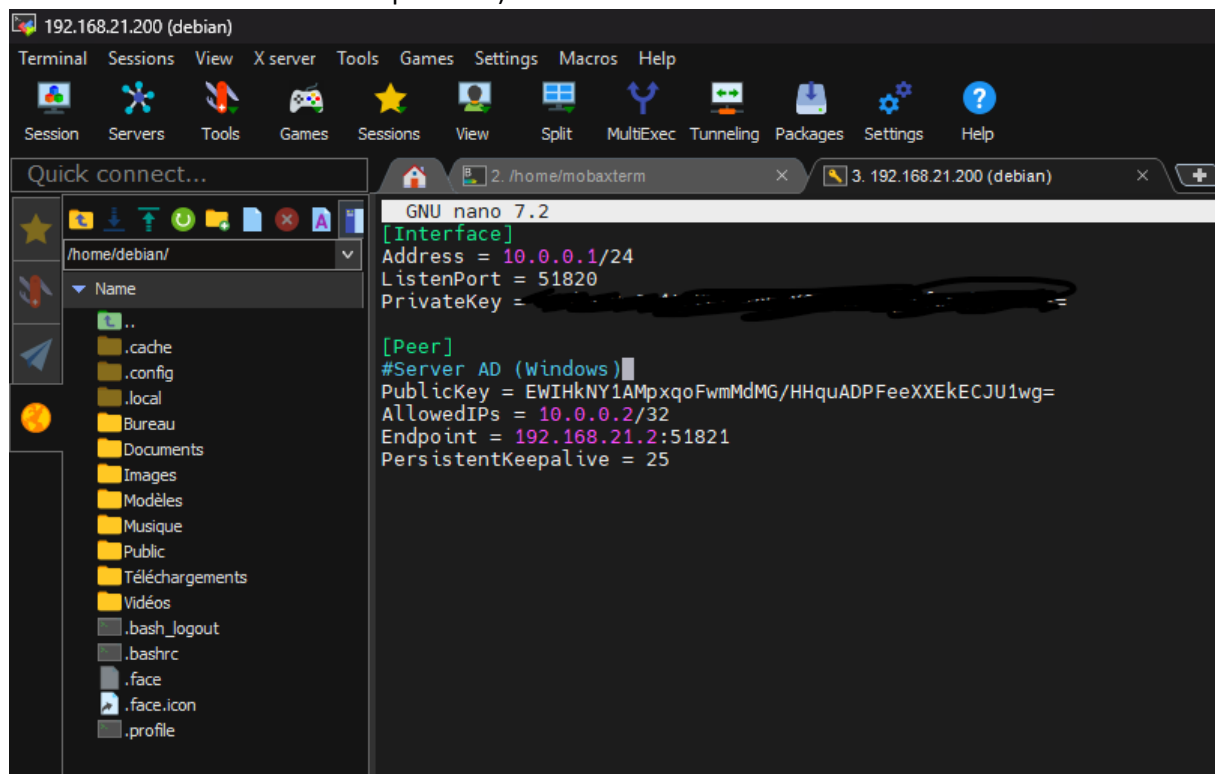 192.168.21.200 (debian)
Terminal Sessions View X server Tools Games Settings Macros Help
Session Servers Tools Games Sessions View Split MultiExec Tunneling Packages Settings Help
Quick connect...
2. /home/mobaxterm
3. 192.168.21.200 (debian)
/home/debian/
Name
..
.cache
.config
.local
Bureau
Documents
Images
Modèles
Musique
Public
Téléchargements
Vidéos
.bash_logout
.bashrc
.face
.face.icon
.profile
GNU nano 7.2
[Interface]
Address = 10.0.0.1/24
ListenPort = 51820
PrivateKey =
[Peer]
#Server AD (Windows)
PublicKey = EWIHkNY1AMpxqoFwmMdMG/HHquADPFeeXXEkECJU1wg=
AllowedIPs = 10.0.0.2/32
Endpoint = 192.168.21.2:51821
PersistentKeepalive = 25